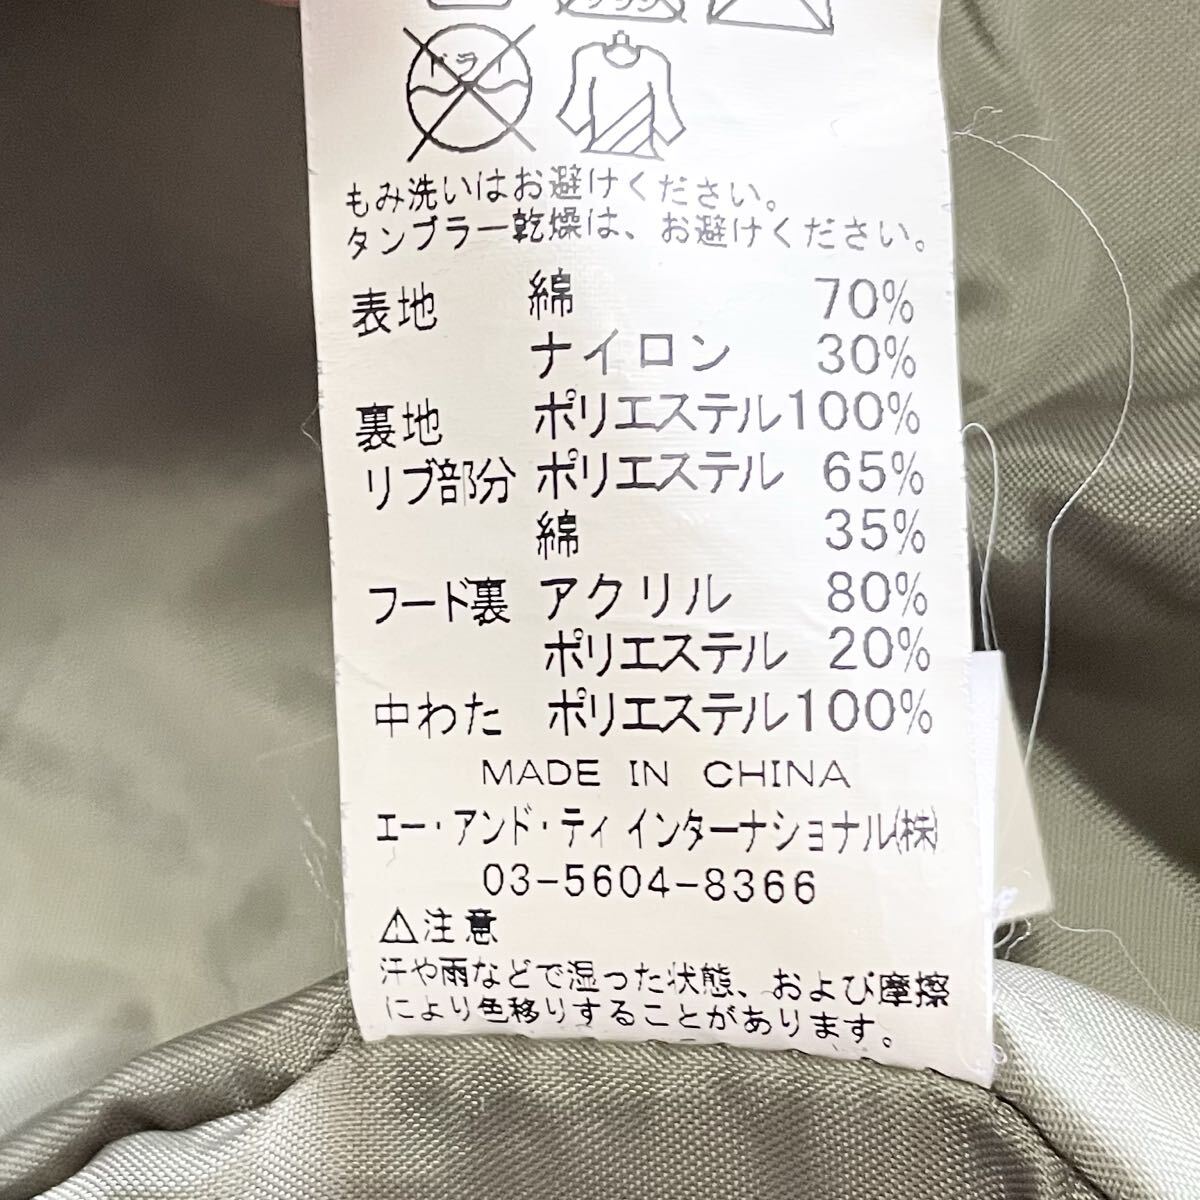 ドライ
もみ洗いはお避けください。
タンブラー乾燥は、お避けください。
表地 綿 70%
ナイロン 30%
裏地 ポリエステル100%
リブ部分 ポリエステル 65%
綿 35%
フード裏 アクリル 80%
ポリエステル 20%
中わた ポリエステル100%
MADE IN CHINA
エー・アンド・ティ インターナショナル(株)
03-5604-8366
⚠注意
汗や雨などで湿った状態、および摩擦
により色移りすることがあります。